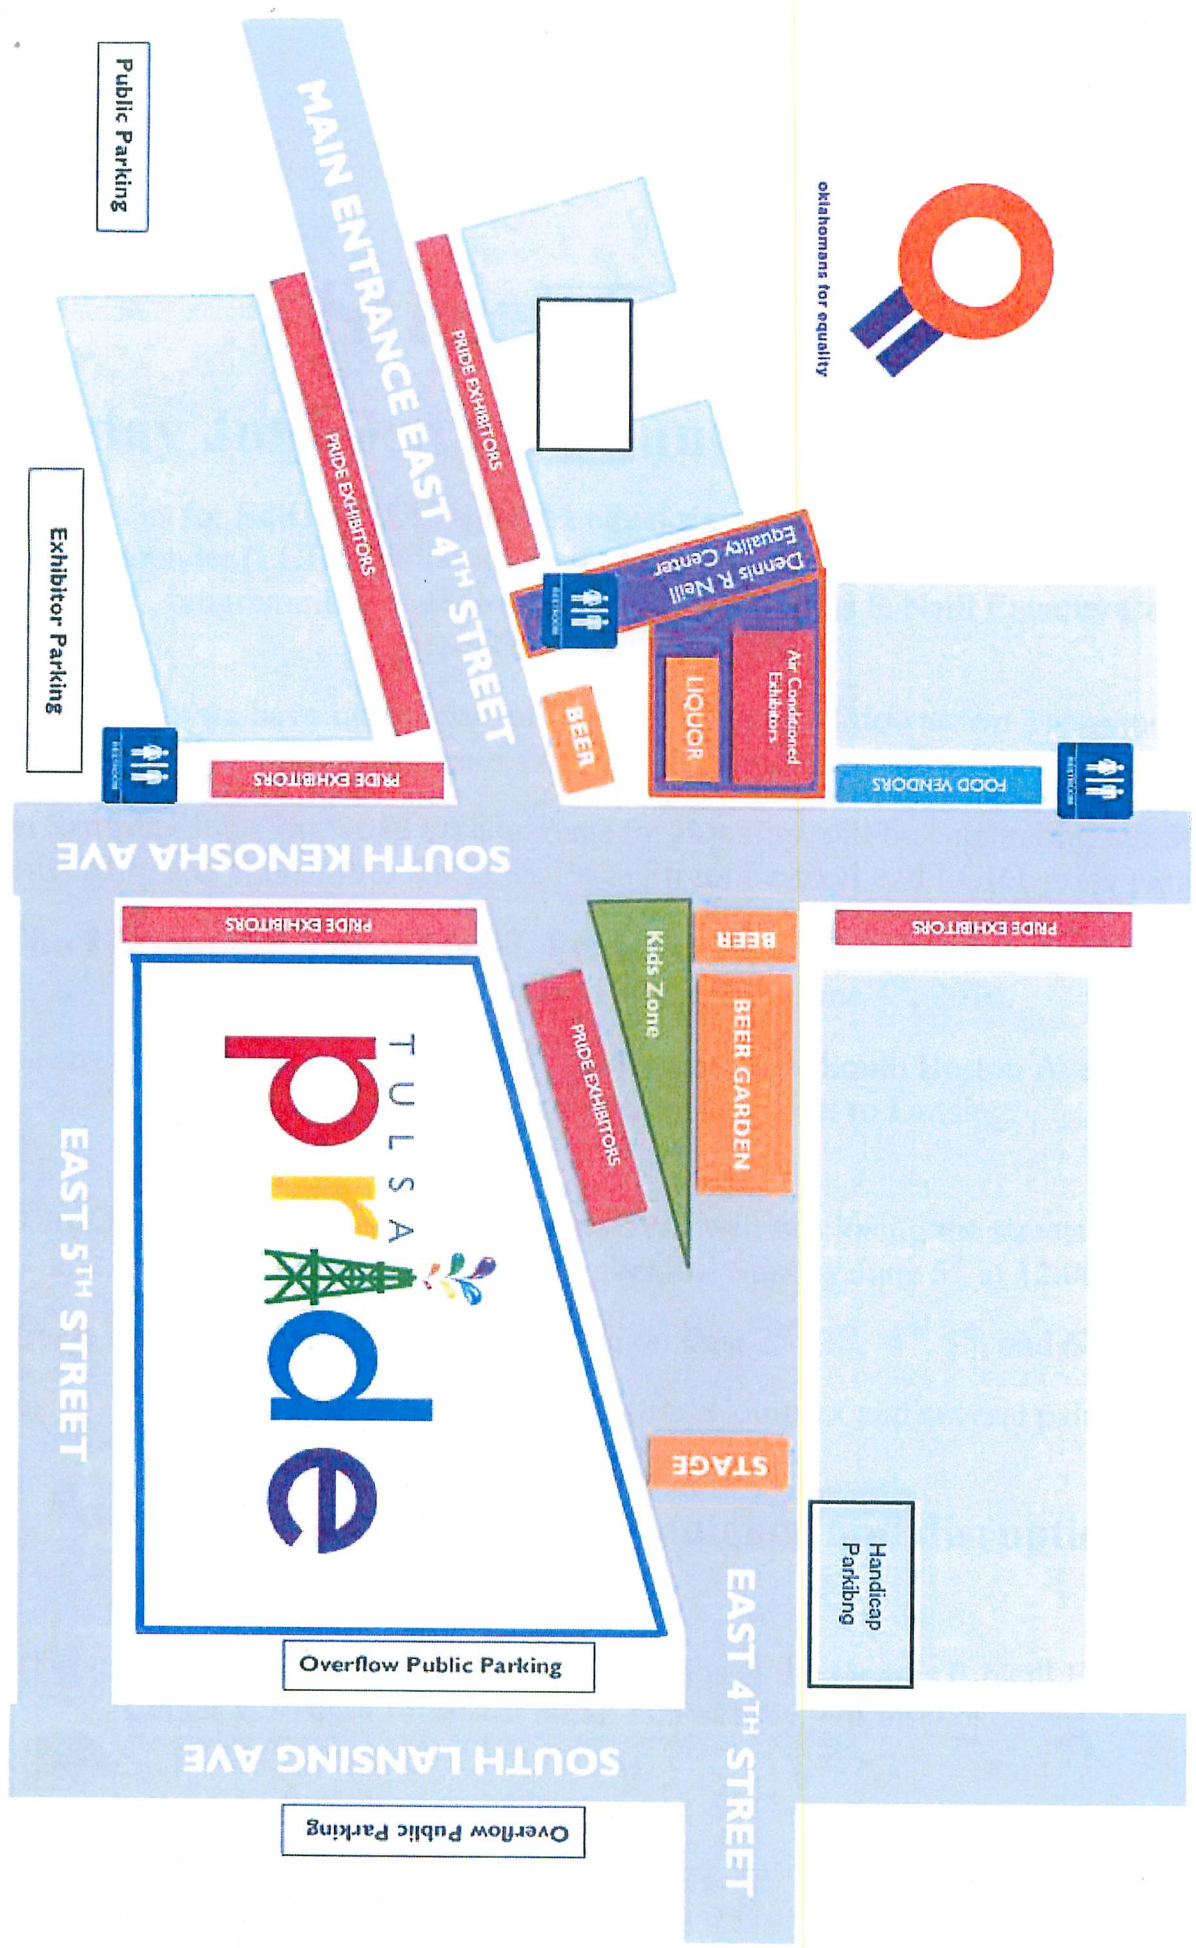 oklahomans for equality
Public Parking
MAIN ENTRANCE EAST 4TH STREET
PRIDE EXHIBITORS
PRIDE EXHIBITORS
Exhibitor Parking
Dennis R Neill
Equality Center
RESTROOM
Air Conditioned
Exhibitors
LIQUOR
BEER
FOOD VENDORS
RESTROOM
PRIDE EXHIBITORS
RESTROOM
SOUTH KENOSHA AVE
PRIDE EXHIBITORS
PRIDE EXHIBITORS
BEER
BEER GARDEN
Kids Zone
PRIDE EXHIBITORS
TULSA
pride
EAST 5TH STREET
STAGE
Handicap
Parkibng
EAST 4TH STREET
Overflow Public Parking
SOUTH LANSING AVE
Overflow Public Parking